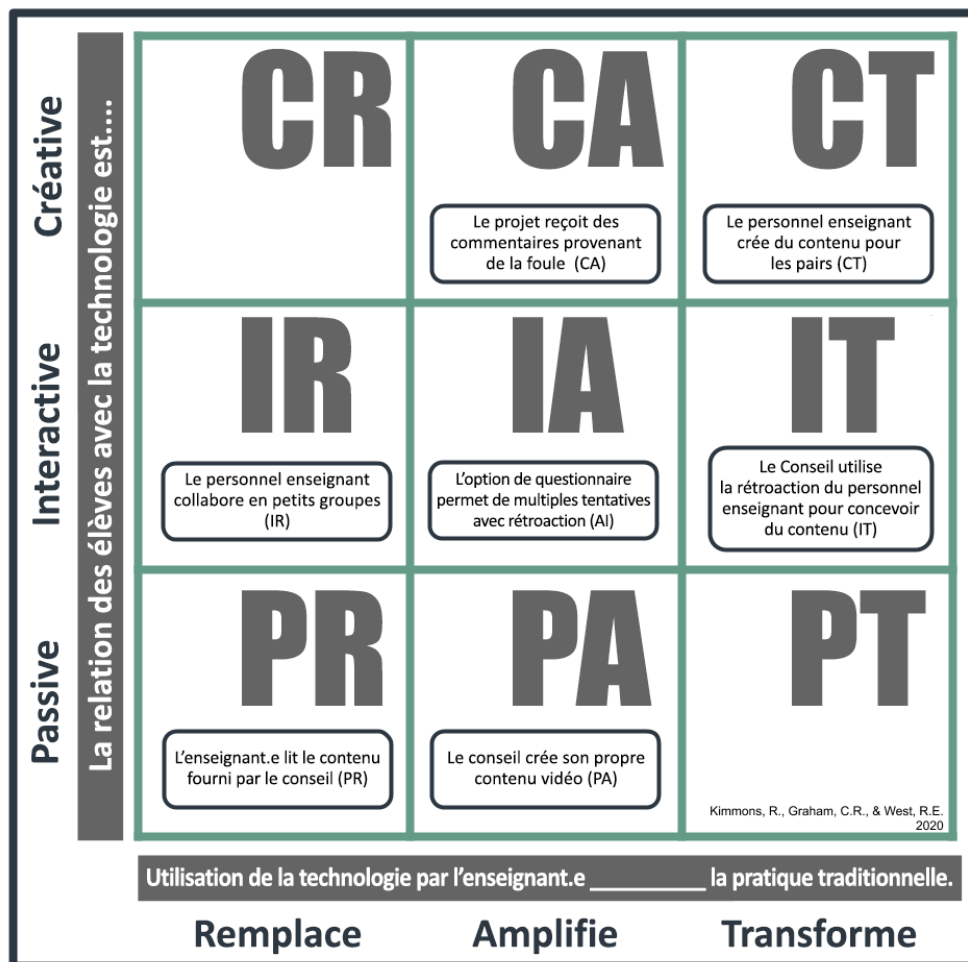 Créative
Interactive
Passive
La relation des élèves avec la technologie est....
CR
CA
Le projet reçoit des
commentaires provenant
de la foule (CA)
CT
Le personnel enseignant
crée du contenu pour
les pairs (CT)
IR
Le personnel enseignant
collabore en petits groupes
(IR)
IA
L'option de questionnaire
permet de multiples tentatives
avec rétroaction (AI)
IT
Le Conseil utilise
la rétroaction du personnel
enseignant pour concevoir
du contenu (IT)
PR
L'enseignant.e lit le contenu
fourni par le conseil (PR)
PA
Le conseil crée son propre
contenu vidéo (PA)
PT
Kimmons, R., Graham, C.R., & West, R.E.
2020
Utilisation de la technologie par l'enseignant.e __________ la pratique traditionnelle.
Remplace
Amplifie
Transforme